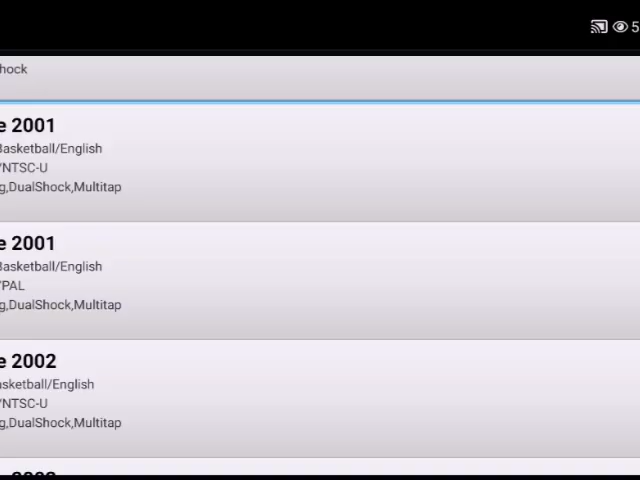 5
hock
e 2001
Basketball/English
/NTSC-U
g,DualShock,Multitap
e 2001
Basketball/English
/PAL
g,DualShock,Multitap
e 2002
asketball/English
/NTSC-U
g,DualShock,Multitap